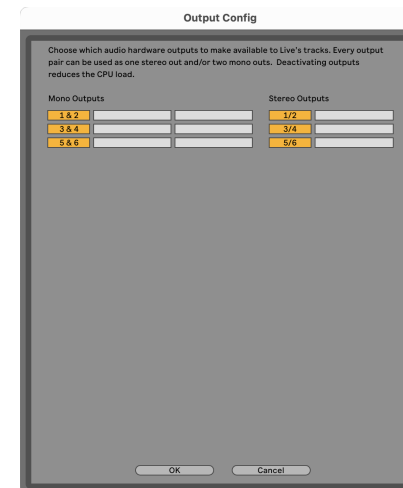 Output Config
Choose which audio hardware outputs to make available to Live's tracks. Every output
pair can be used as one stereo out and/or two mono outs. Deactivating outputs
reduces the CPU load.
Mono Outputs Stereo Outputs
1 & 2 1/2
3 & 4 3/4
5 & 6 5/6
OK Cancel